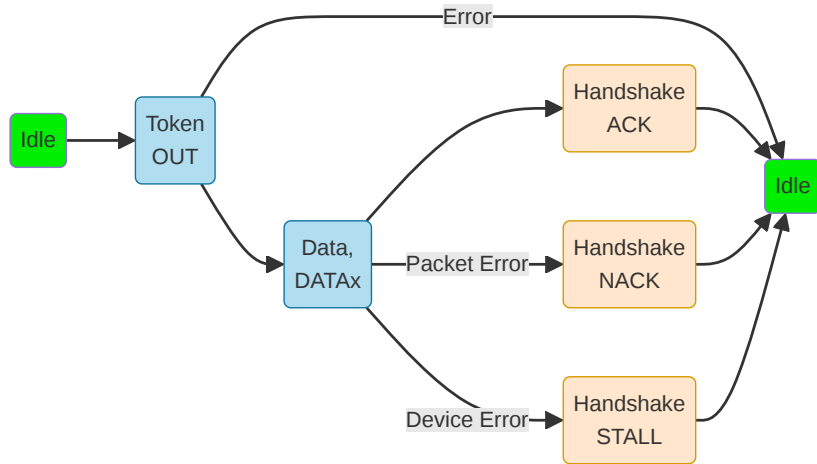 Error
Idle
Token
OUT
Handshake
ACK
Idle
Data,
DATAx
Packet Error
Handshake
NACK
Device Error
Handshake
STALL